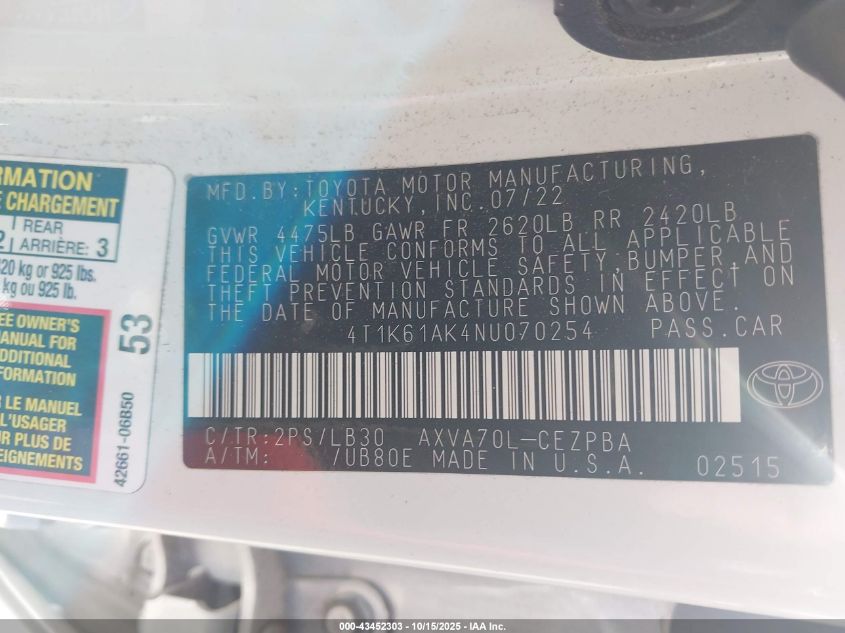 RMATION
E CHARGEMENT
REAR
ARRIÈRE: 3
420 kg or 925 lbs.
kg ou 925 lb.
EE OWNER'S
MANUAL FOR
ADDITIONAL
NFORMATION
R LE MANUEL
L'USAGER
UR PLUS DE
SEIGNEMENTS
53
42661-06B50
MFD.BY:TOYOTA MOTOR MANUFACTURING,
KENTUCKY, INC.07/22
GVWR 4475LB GAWR FR 2620LB RR 2420LB
THIS VEHICLE CONFORMS TO ALL APPLICABLE
FEDERAL MOTOR VEHICLE SAFETY,BUMPER,AND
THEFT PREVENTION STANDARDS IN EFFECT ON
THE DATE OF MANUFACTURE SHOWN ABOVE.
4T1K61AK4NU070254 PASS.CAR
C/TR:2PS/LB30 AXVA70L-CEZPBA
A/TM: /UB80E MADE IN U.S.A. 02515
000-43452303 - 10/15/2025 - IAA Inc.